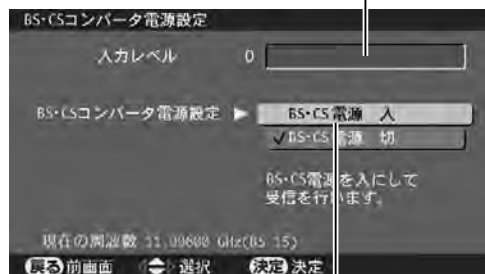 BS・CSコンバータ電源設定
入力レベル 0
BS・CSコンバータ電源設定 ▶ BS・CS電源 入
✓BS・CS電源 切
BS・CS電源を入にして
受信を行います。
現在の周波数 11.99600 GHz(BS 15)
戻る 前画面 選択 決定 決定